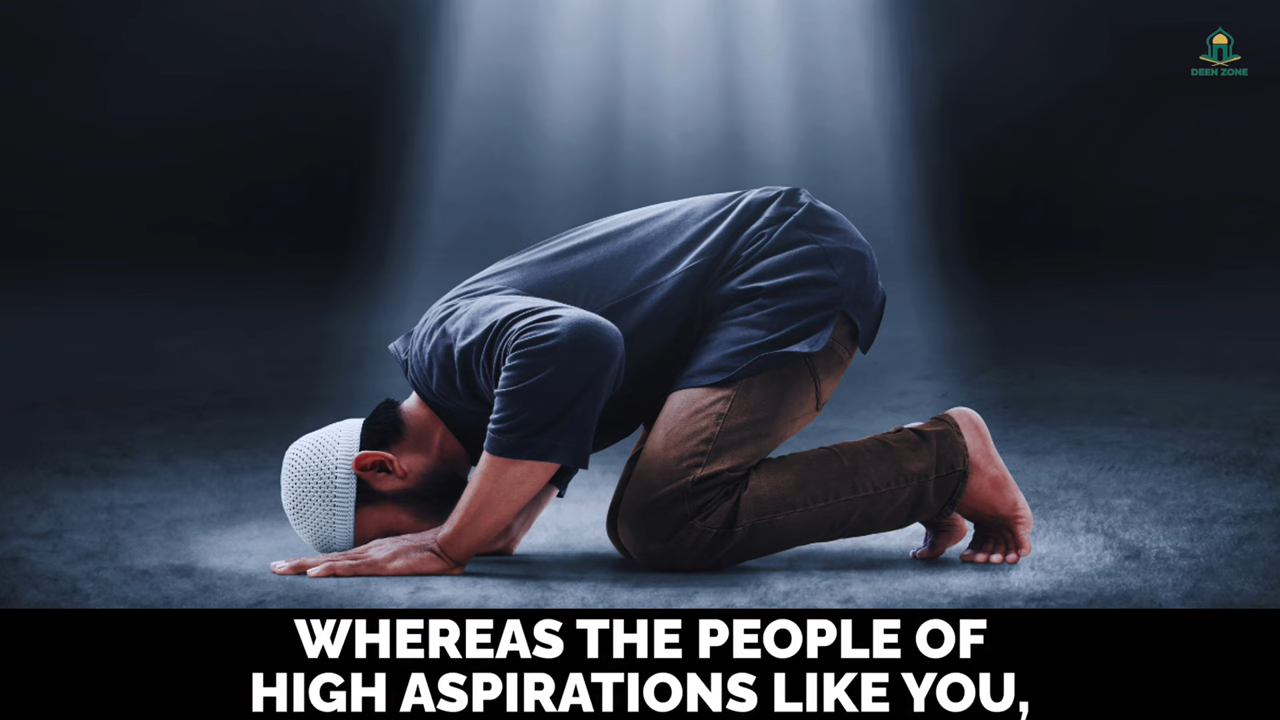 DEEN ZONE
WHEREAS THE PEOPLE OF
HIGH ASPIRATIONS LIKE YOU,